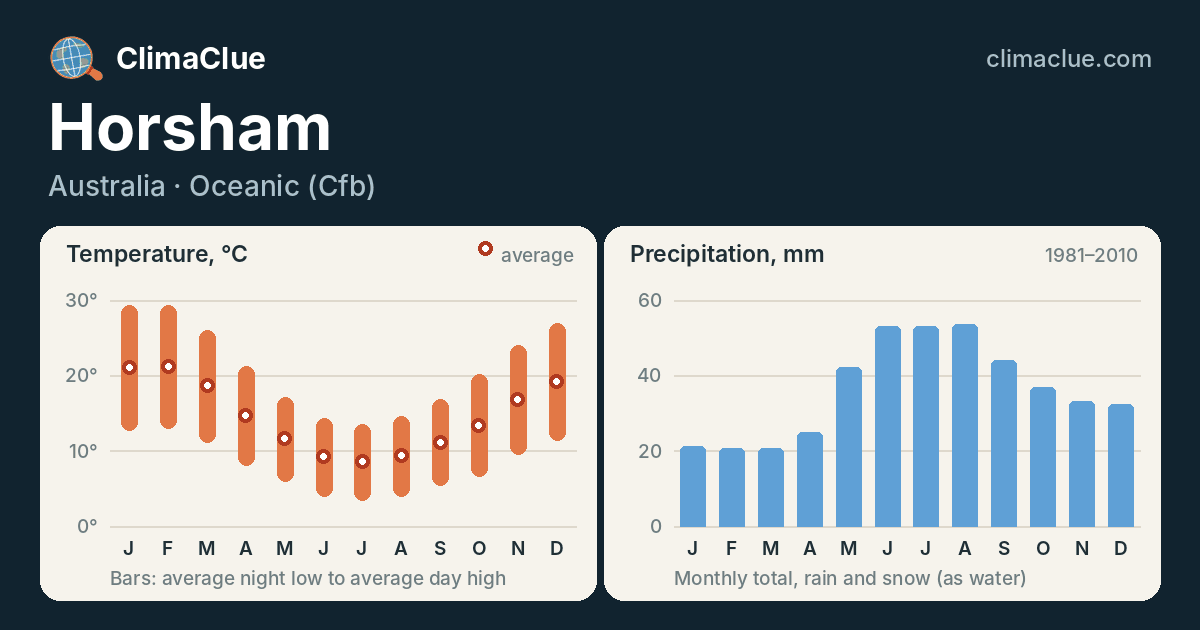 ClimaClue
climaclue.com
Horsham
Australia · Oceanic (Cfb)
Temperature, °C
average
30°
20°
10°
0°
J F M A M J J A S O N D
Bars: average night low to average day high
Precipitation, mm
1981–2010
60
40
20
0
J F M A M J J A S O N D
Monthly total, rain and snow (as water)